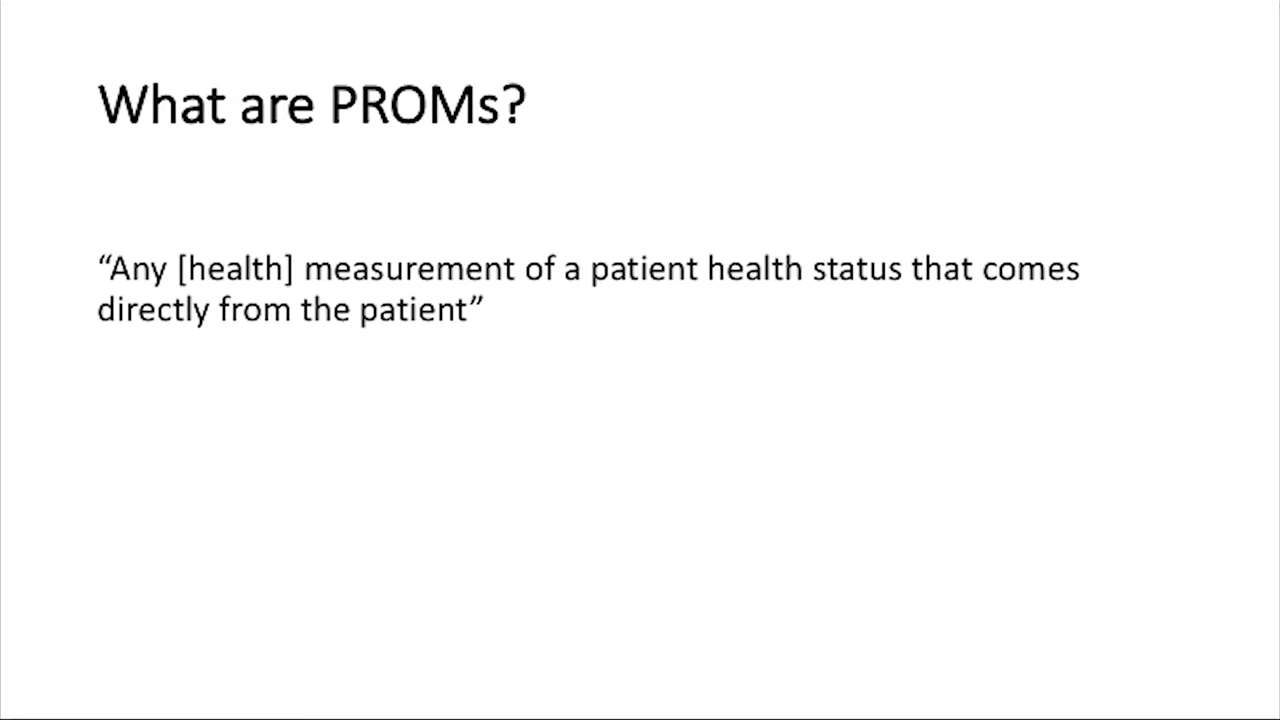 What are PROMs?
“Any [health] measurement of a patient health status that comes
directly from the patient”